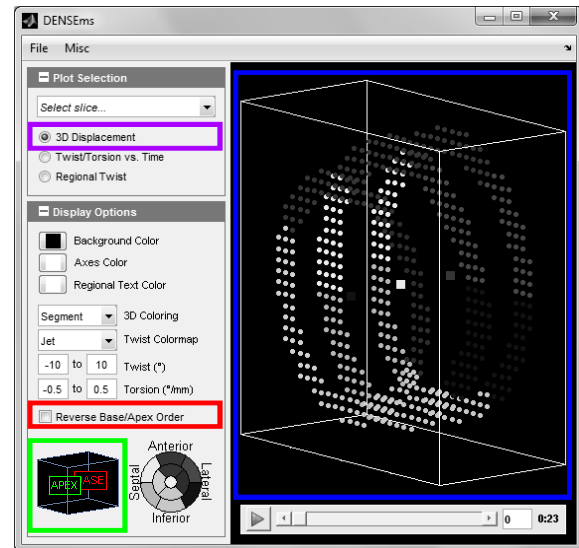 DENSEms
File Misc
Plot Selection
Select slice...
3D Displacement
Twist/Torsion vs. Time
Regional Twist
Display Options
Background Color
Axes Color
Regional Text Color
Segment 3D Coloring
Jet Twist Colormap
-10 to 10 Twist (°)
-0.5 to 0.5 Torsion (°/mm)
Reverse Base/Apex Order
APEX ASE
Anterior
Septal
Lateral
Inferior
0 0:23